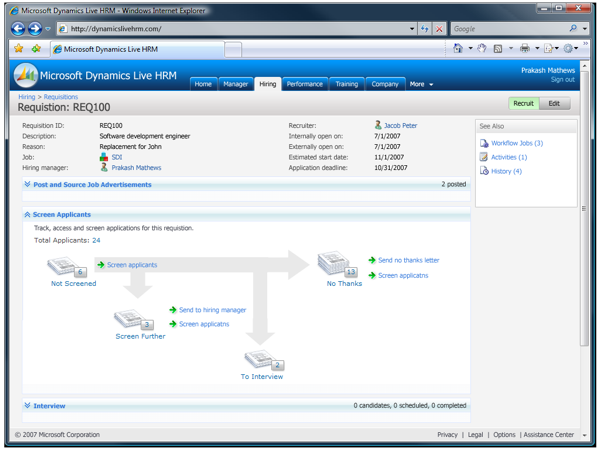 Microsoft Dynamics Live HRM - Windows Internet Explorer
http://dynamicslivehrm.com/
Google
Microsoft Dynamics Live HRM
Microsoft Dynamics Live HRM
Prakash Mathews
Sign out
Home Manager Hiring Performance Training Company More
Hiring > Requisitions
Requistion: REQ100
Recruit Edit
Requisition ID: REQ100 Recruiter: Jacob Peter
Description: Software development engineer Internally open on: 7/1/2007
Reason: Replacement for John Externally open on: 7/1/2007
Job: SDI Estimated start date: 11/1/2007
Hiring manager: Prakash Mathews Application deadline: 10/31/2007
See Also
Workflow Jobs (3)
Activities (1)
History (4)
Post and Source Job Advertisements 2 posted
Screen Applicants
Track, access and screen applications for this requistion.
Total Applicants: 24
6
Not Screened
Screen applicants
13
No Thanks
Send no thanks letter
Screen applicatns
3
Screen Further
Send to hiring manager
Screen applicatns
2
To Interview
Interview 0 candidates, 0 scheduled, 0 completed
© 2007 Microsoft Corporation Privacy | Legal | Options | Assistance Center